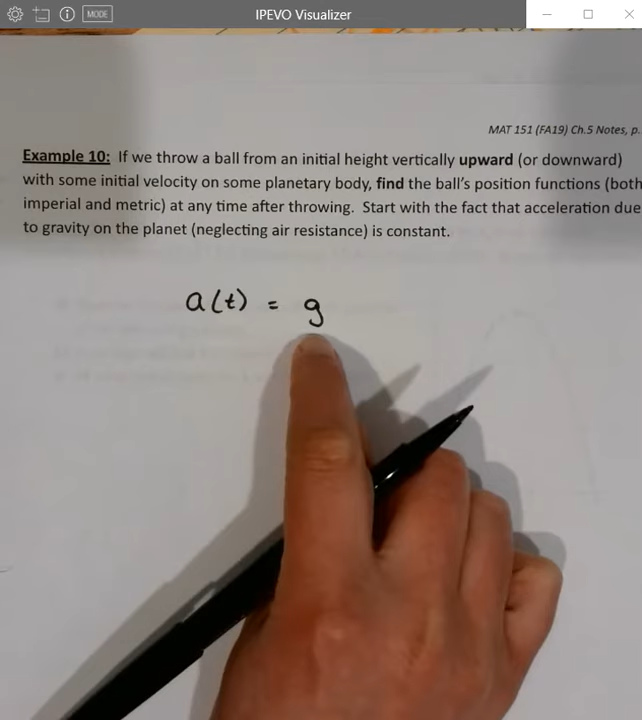 MODE
IPEVO Visualizer
MAT 151 (FA19) Ch.5 Notes, p.
Example 10: If we throw a ball from an initial height vertically upward (or downward)
with some initial velocity on some planetary body, find the ball's position functions (both
imperial and metric) at any time after throwing. Start with the fact that acceleration due
to gravity on the planet (neglecting air resistance) is constant.
a(t) = g